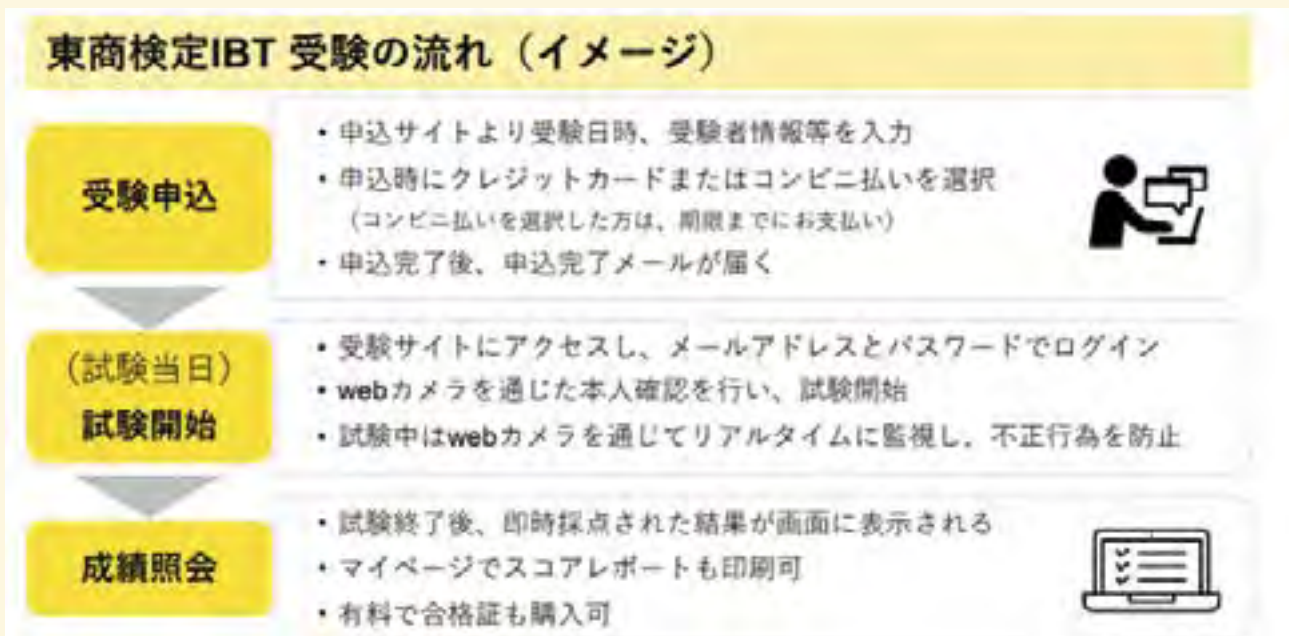 東商検定IBT 受験の流れ（イメージ）
受験申込
・申込サイトより受験日時、受験者情報等を入力
・申込時にクレジットカードまたはコンビニ払いを選択
（コンビニ払いを選択した方は、期限までにお支払い）
・申込完了後、申込完了メールが届く
（試験当日）
試験開始
・受験サイトにアクセスし、メールアドレスとパスワードでログイン
・webカメラを通じた本人確認を行い、試験開始
・試験中はwebカメラを通じてリアルタイムに監視し、不正行為を防止
成績照会
・試験終了後、即時採点された結果が画面に表示される
・マイページでスコアレポートも印刷可
・有料で合格証も購入可